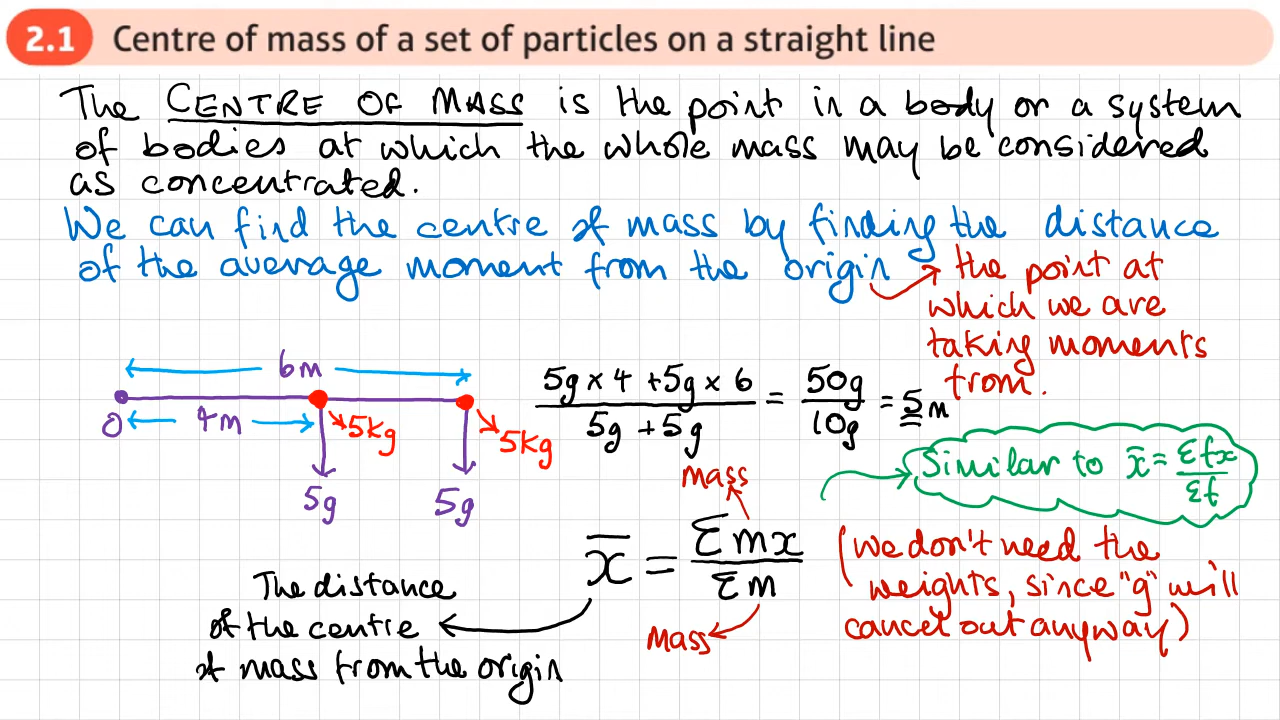 2.1 Centre of mass of a set of particles on a straight line
The CENTRE OF MASS is the point in a body or a system
of bodies at which the whole mass may be considered
as concentrated.
We can find the centre of mass by finding the distance
of the average moment from the origin
the point at
which we are
taking moments
from.
6m
O
4m
5kg
5kg
5g
5g
5g × 4 + 5g × 6 / 5g + 5g = 50g / 10g = 5m
Similar to x̄ = Σfx / Σf
Mass
x̄ = Σmx / Σm
Mass
(We don't need the
weights, since "g" will
cancel out anyway)
The distance
of the centre
of mass from the origin